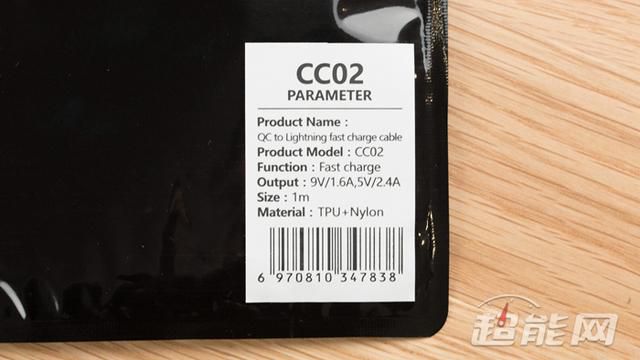 CC02
PARAMETER
Product Name :
QC to Lightning fast charge cable
Product Model : CC02
Function : Fast charge
Output : 9V/1.6A,5V/2.4A
Size : 1m
Material : TPU+Nylon
6 970810 347838
超能网